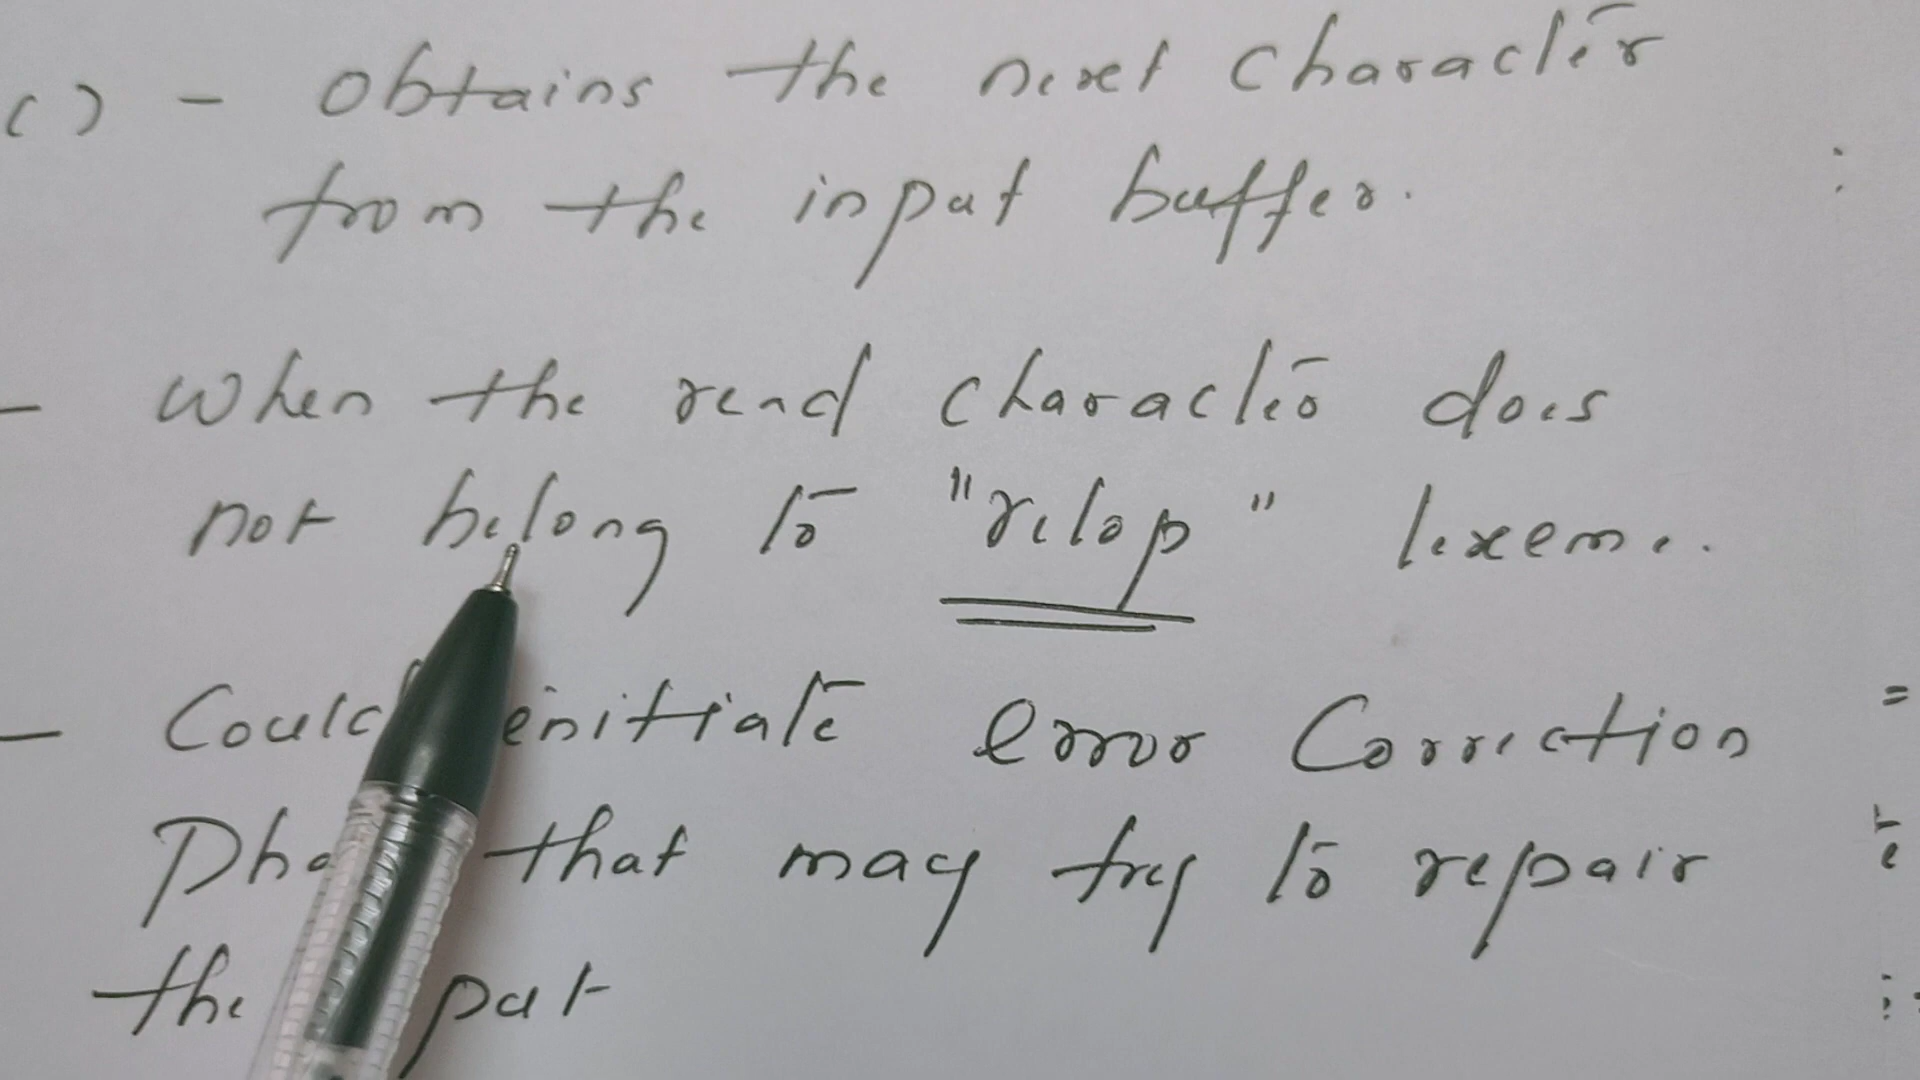 () - obtains the next character
from the input buffer.
- when the read character does
not belong to "relop" lexeme.
- Could initiate error Correction
that may try to repair
the